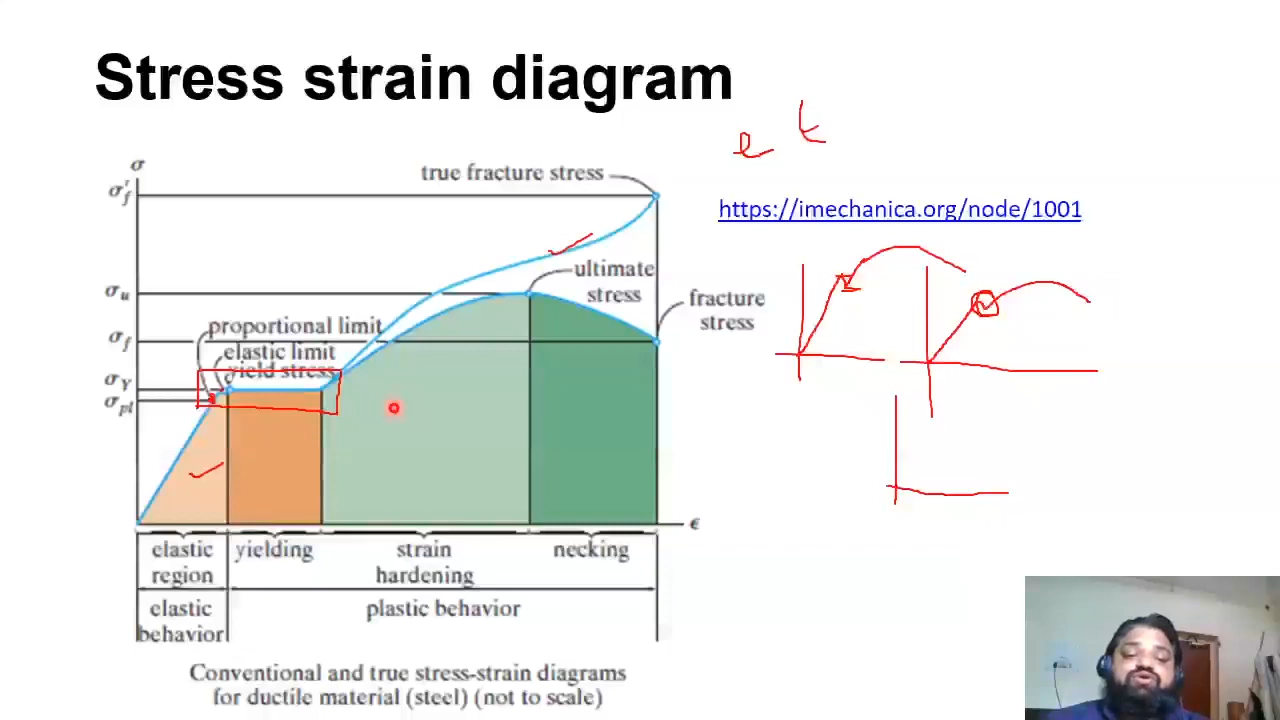 Stress strain diagram
e t
https://imechanica.org/node/1001
σ
σ'f
true fracture stress
σu
ultimate stress
fracture stress
σf
proportional limit
elastic limit
yield stress
σY
σpl
ϵ
elastic region
yielding
strain hardening
necking
elastic behavior
plastic behavior
Conventional and true stress-strain diagrams
for ductile material (steel) (not to scale)